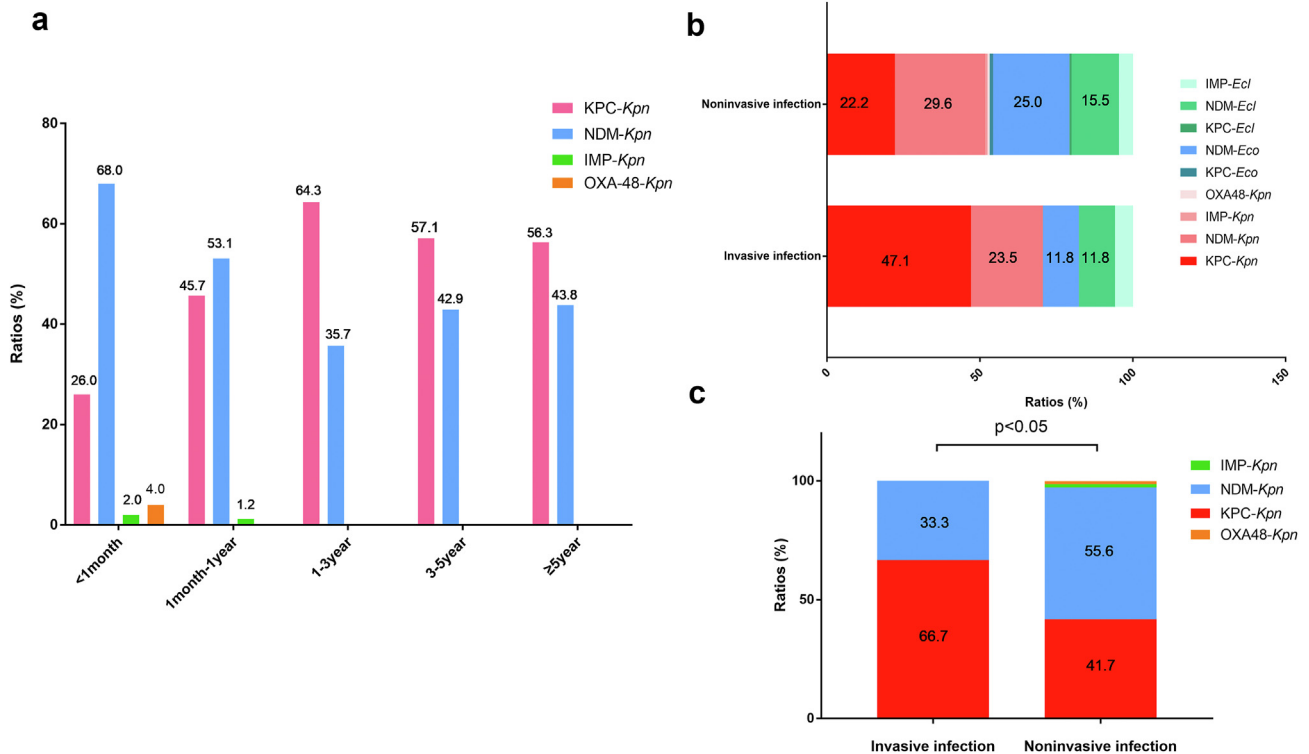 a
KPC-Kpn
NDM-Kpn
IMP-Kpn
OXA-48-Kpn
Ratios (%)
80
60
40
20
0
26.0
68.0
2.0
4.0
45.7
53.1
1.2
64.3
35.7
57.1
42.9
56.3
43.8
<1month
1month-1year
1-3year
3-5year
≥5year
b
Noninvasive infection
22.2
29.6
25.0
15.5
Invasive infection
47.1
23.5
11.8
11.8
0
50
100
150
Ratios (%)
IMP-Ecl
NDM-Ecl
KPC-Ecl
NDM-Eco
KPC-Eco
OXA48-Kpn
IMP-Kpn
NDM-Kpn
KPC-Kpn
c
p<0.05
Ratios (%)
100
50
0
33.3
66.7
55.6
41.7
Invasive infection
Noninvasive infection
IMP-Kpn
NDM-Kpn
KPC-Kpn
OXA48-Kpn